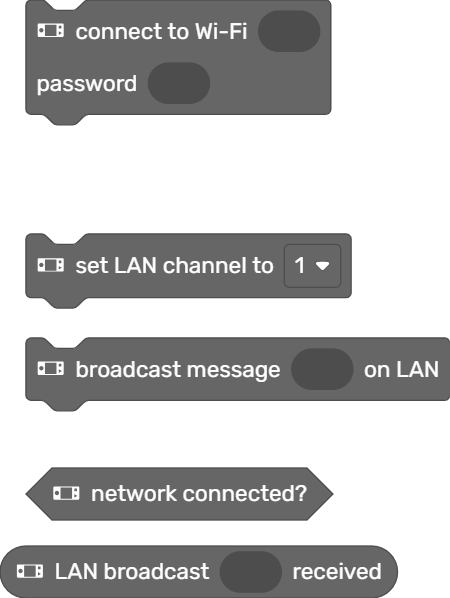 connect to Wi-Fi
password
set LAN channel to 1
broadcast message on LAN
network connected?
LAN broadcast received